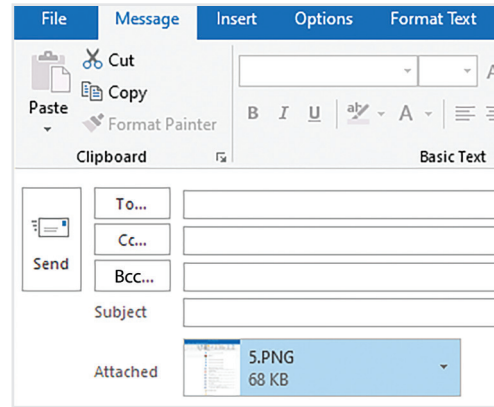 File Message Insert Options Format Text
Cut
Copy
Paste
Format Painter
B I U ab A
Clipboard Basic Text
To...
Cc...
Send
Bcc...
Subject
5.PNG
Attached
68 KB